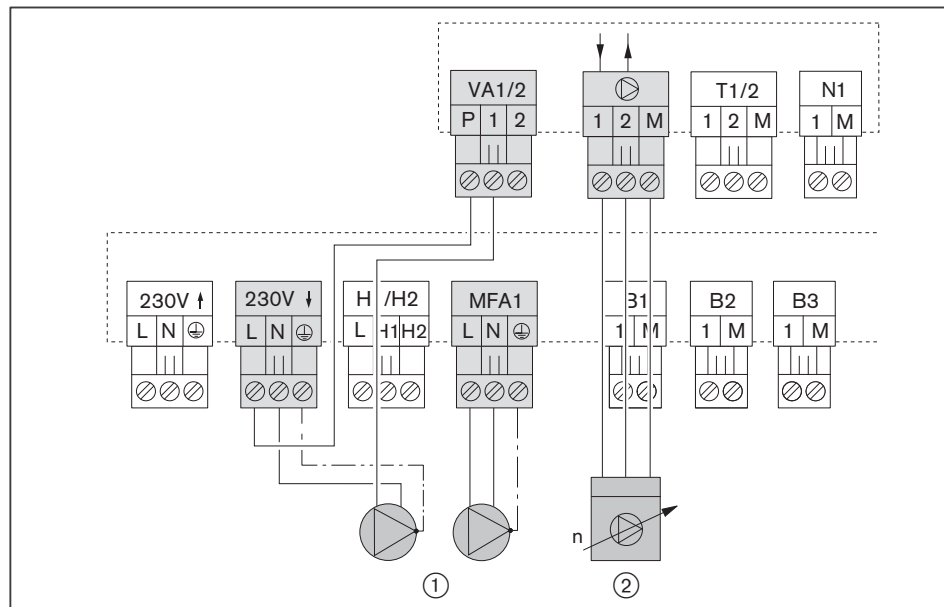 VA1/2 T1/2 N1
P 1 2 1 2 M 1 2 M 1 M
230V ↑ 230V ↓ H /H2 MFA1 B1 B2 B3
L N L N L H1 H2 L N 1 M 1 M 1 M
n
① ②